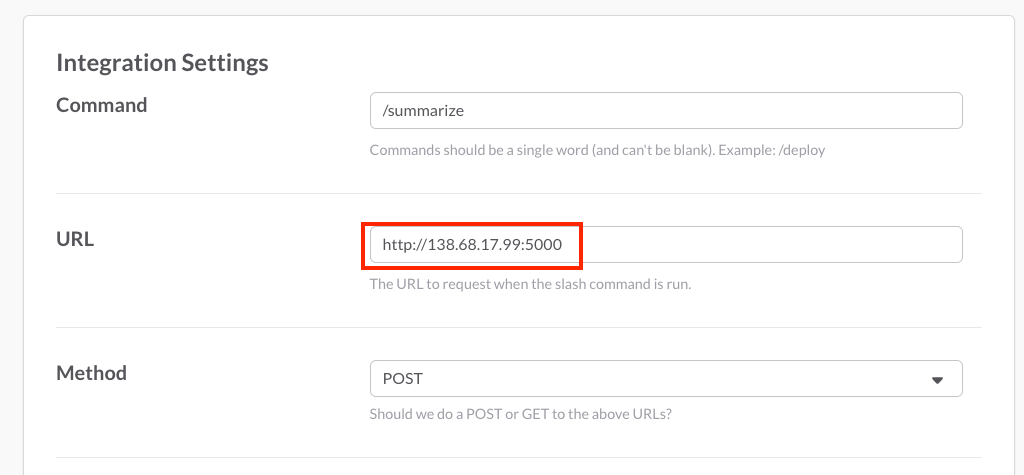 Integration Settings
Command
/summarize
Commands should be a single word (and can't be blank). Example: /deploy
URL
http://138.68.17.99:5000
The URL to request when the slash command is run.
Method
POST
Should we do a POST or GET to the above URLs?